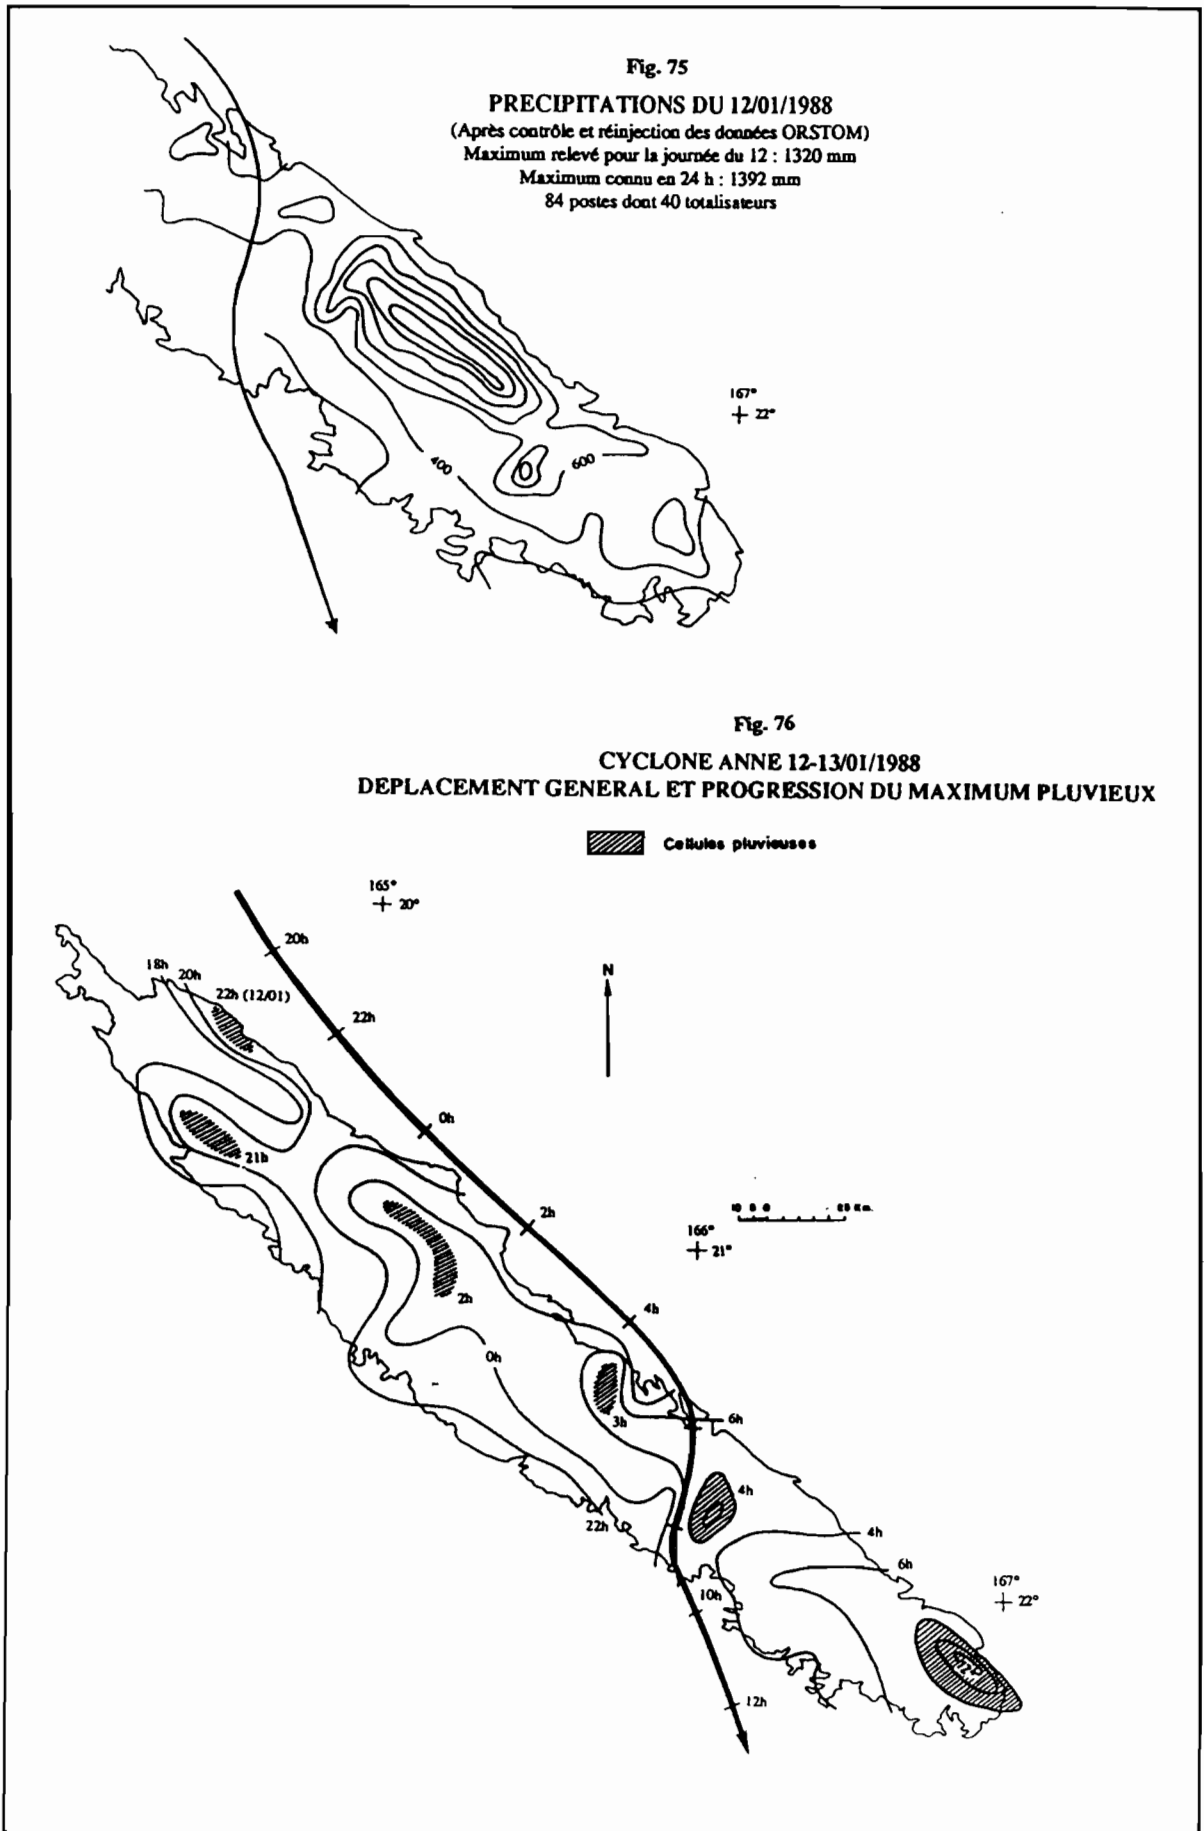 Fig. 75
PRECIPITATIONS DU 12/01/1988
(Après contrôle et réinjection des données ORSTOM)
Maximum relevé pour la journée du 12 : 1320 mm
Maximum connu en 24 h : 1392 mm
84 postes dont 40 totalisateurs
167°
22°
400
600
Fig. 76
CYCLONE ANNE 12-13/01/1988
DEPLACEMENT GENERAL ET PROGRESSION DU MAXIMUM PLUVIEUX
Cellules pluvieuses
165°
20°
20h
18h
20h
22h (12/01)
N
22h
0h
21h
2h
25 Km.
166°
21°
2h
4h
0h
3h
6h
4h
22h
4h
6h
167°
22°
10h
12h